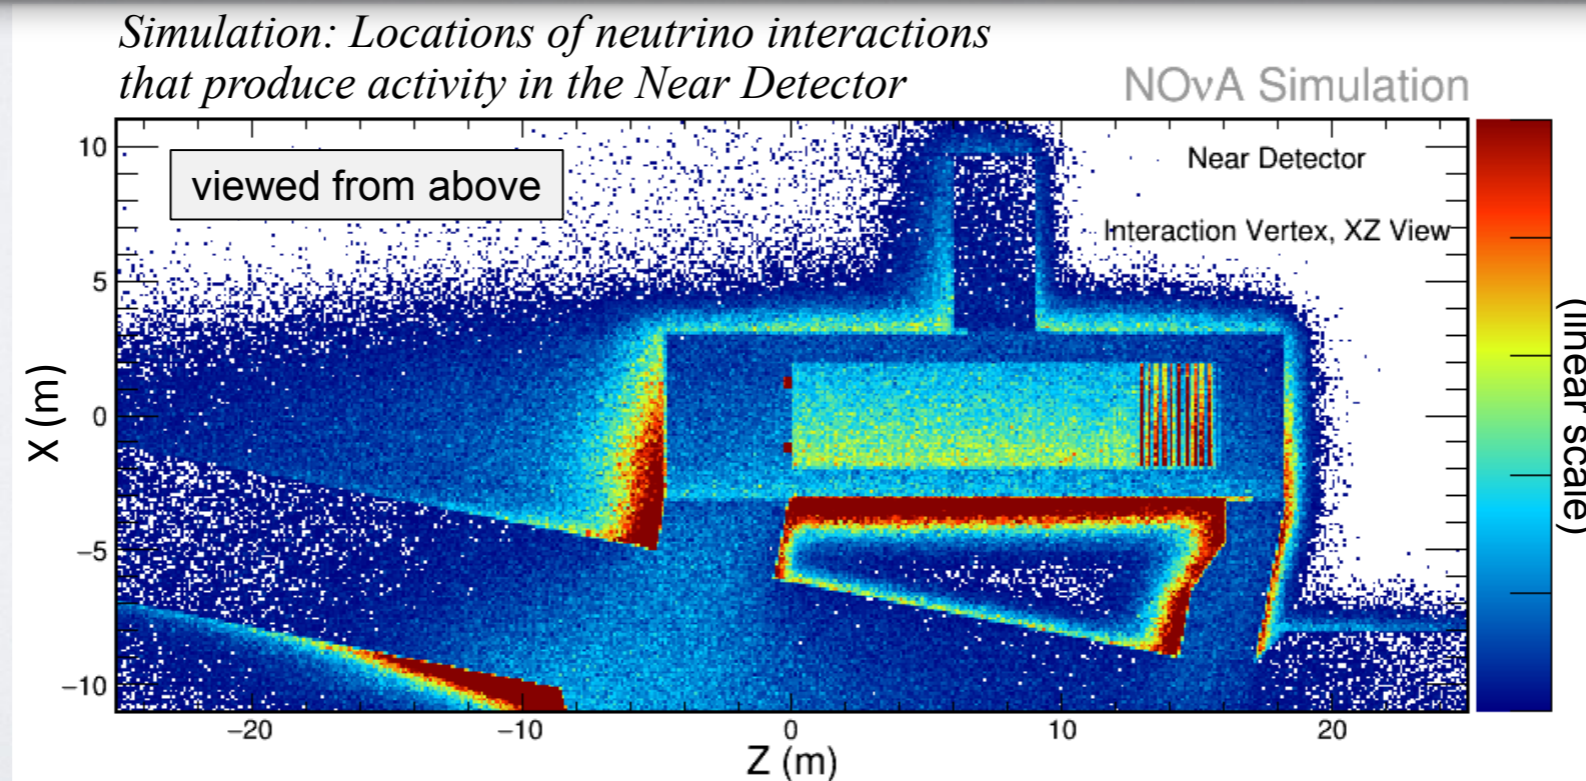 Simulation: Locations of neutrino interactions
that produce activity in the Near Detector
NOνA Simulation
viewed from above
Near Detector
Interaction Vertex, XZ View
10
5
0
−5
−10
X (m)
−20
−10
0
10
20
Z (m)
(linear scale)